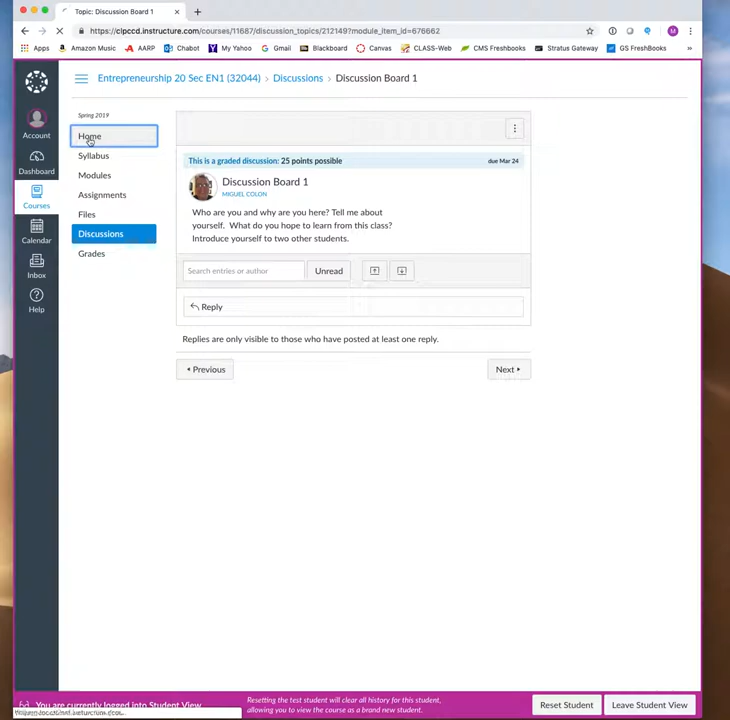 Topic: Discussion Board 1
https://clpccd.instructure.com/courses/11687/discussion_topics/212149?module_item_id=676662
M
Apps Amazon Music AARP Chabot My Yahoo Gmail Blackboard Canvas CLASS-Web CMS Freshbooks Stratus Gateway GS FreshBooks
Entrepreneurship 20 Sec EN1 (32044) > Discussions > Discussion Board 1
Spring 2019
Home
Syllabus
Modules
Assignments
Files
Discussions
Grades
Account
Dashboard
Courses
Calendar
Inbox
Help
This is a graded discussion: 25 points possible due Mar 24
Discussion Board 1
MIGUEL COLON
Who are you and why are you here? Tell me about
yourself. What do you hope to learn from this class?
Introduce yourself to two other students.
Search entries or author Unread
Reply
Replies are only visible to those who have posted at least one reply.
Previous Next
You are currently logged into Student View
Resetting the test student will clear all history for this student,
allowing you to view the course as a brand new student.
Reset Student Leave Student View